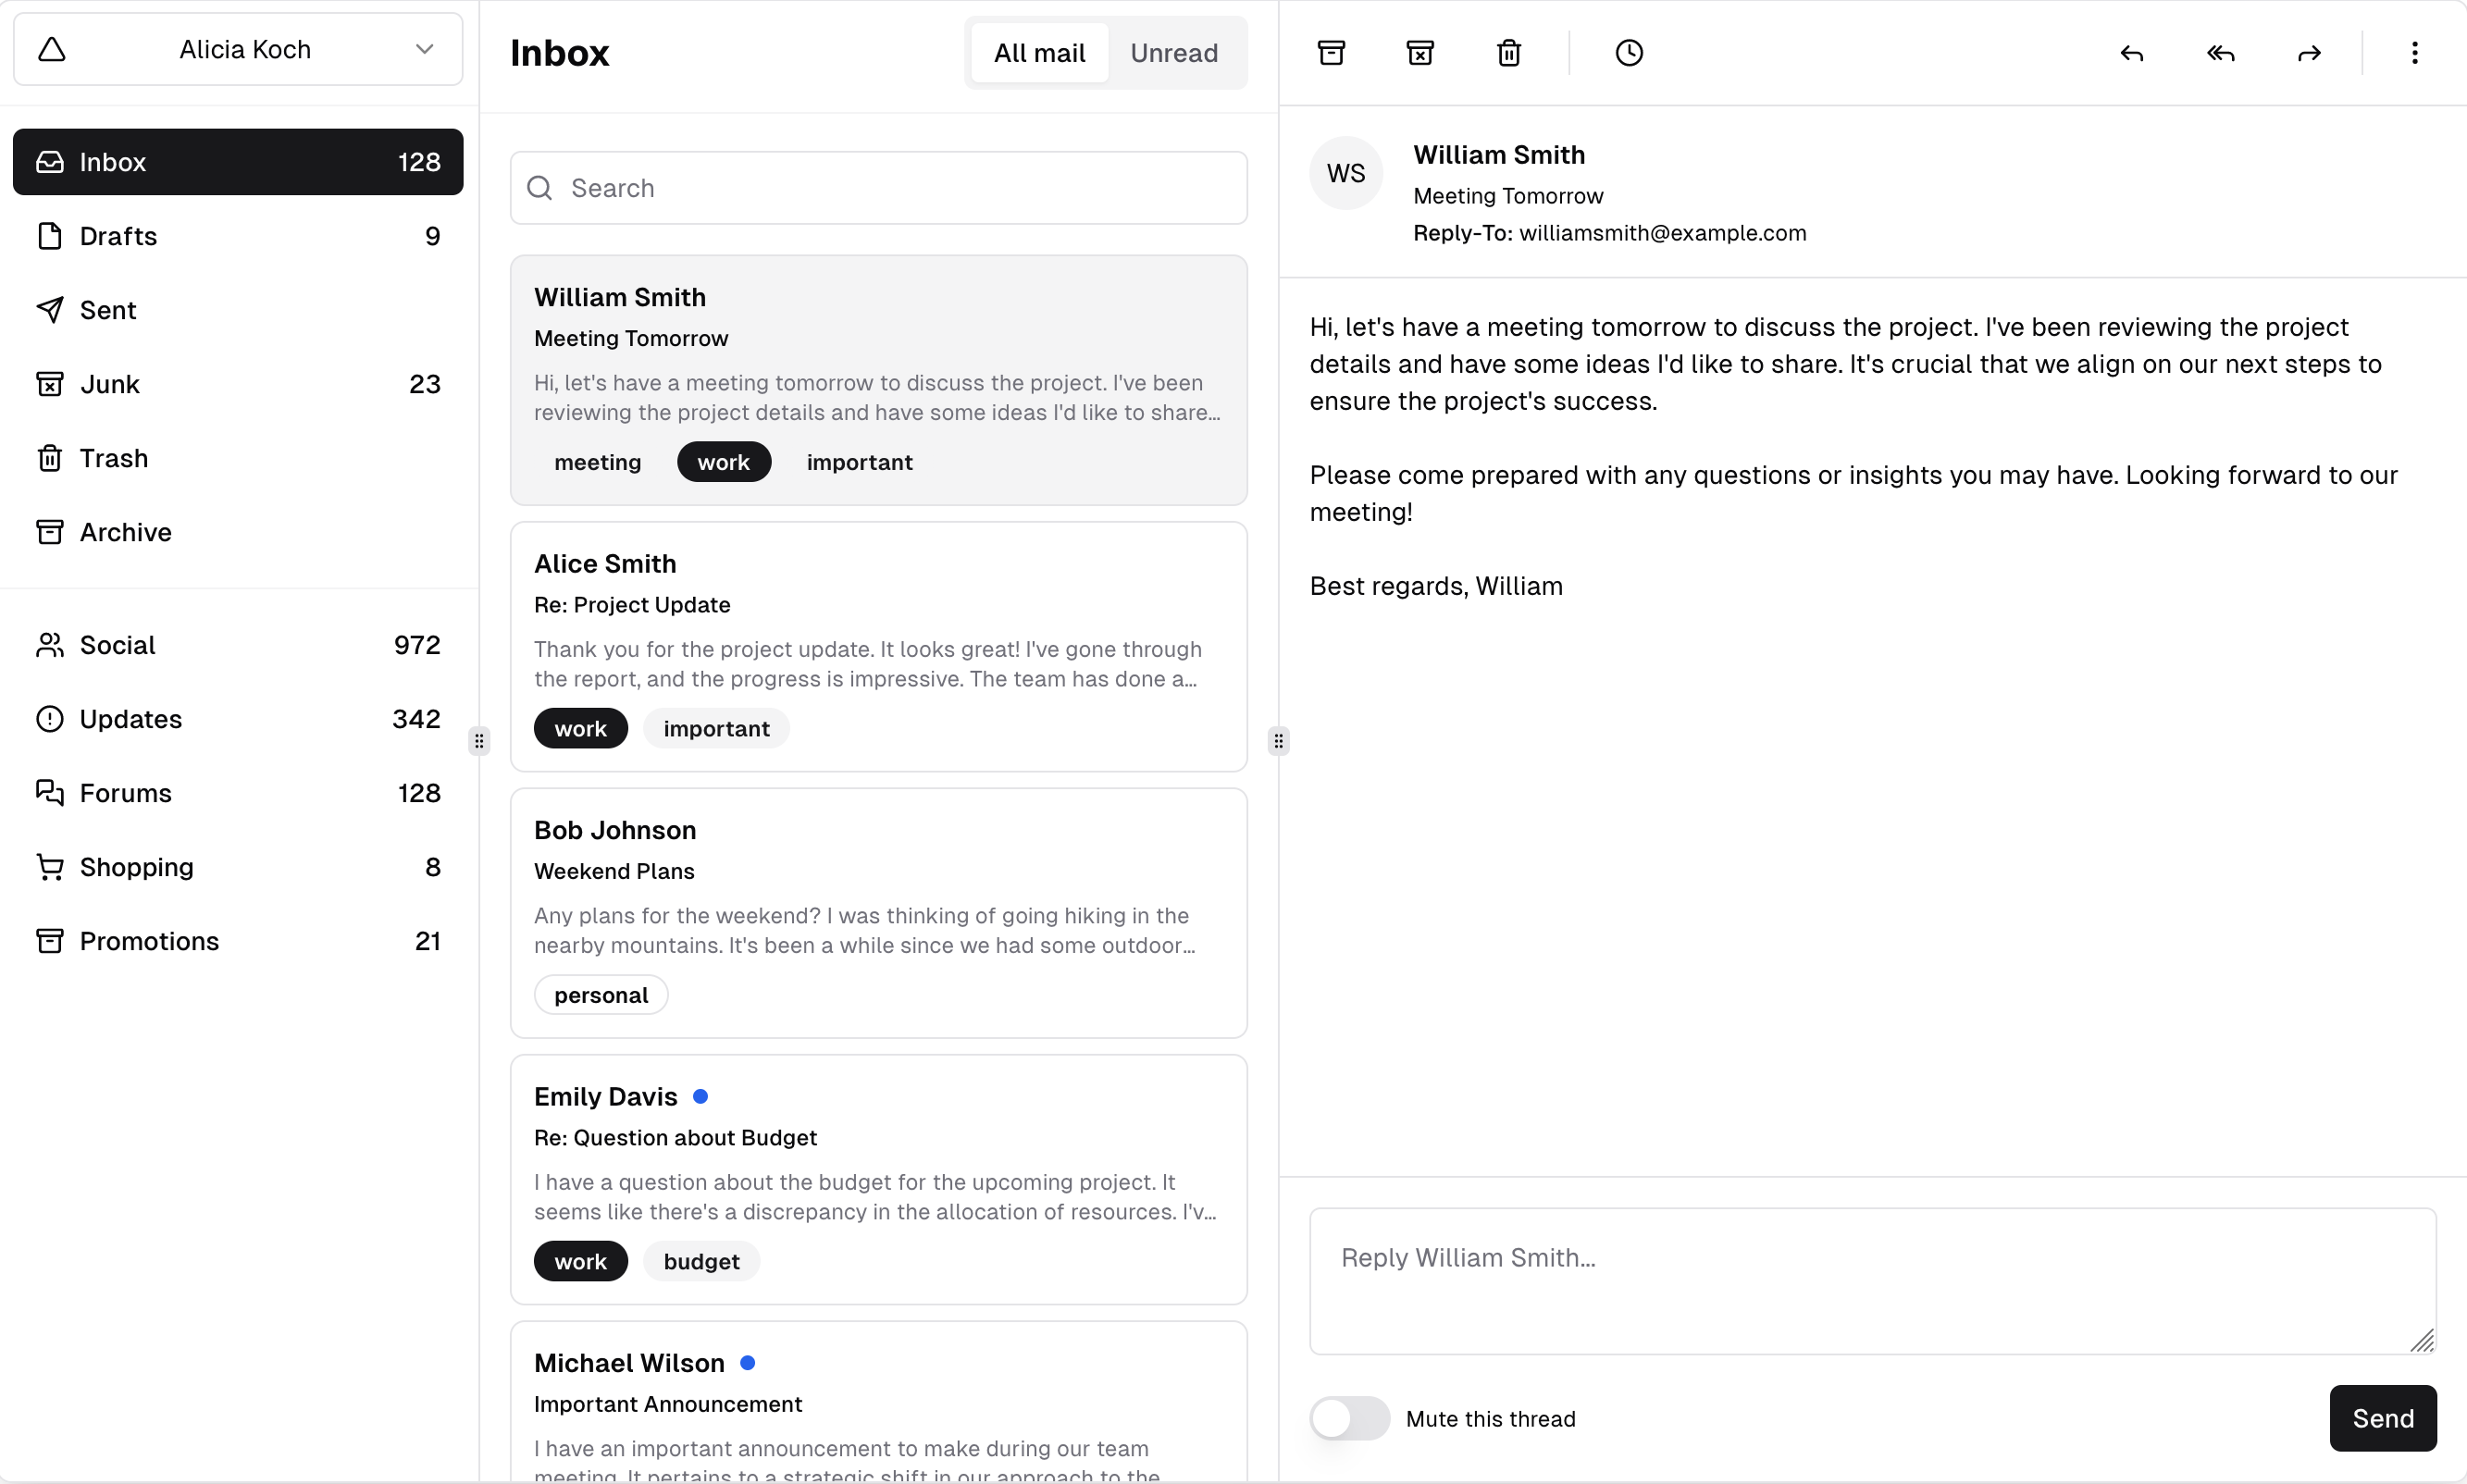 Alicia Koch
Inbox 128
Drafts 9
Sent
Junk 23
Trash
Archive
Social 972
Updates 342
Forums 128
Shopping 8
Promotions 21
Inbox
All mail Unread
Search
William Smith
Meeting Tomorrow
Hi, let's have a meeting tomorrow to discuss the project. I've been
reviewing the project details and have some ideas I'd like to share...
meeting work important
Alice Smith
Re: Project Update
Thank you for the project update. It looks great! I've gone through
the report, and the progress is impressive. The team has done a...
work important
Bob Johnson
Weekend Plans
Any plans for the weekend? I was thinking of going hiking in the
nearby mountains. It's been a while since we had some outdoor...
personal
Emily Davis
Re: Question about Budget
I have a question about the budget for the upcoming project. It
seems like there's a discrepancy in the allocation of resources. I'v...
work budget
Michael Wilson
Important Announcement
I have an important announcement to make during our team
meeting. It pertains to a strategic shift in our approach to the
WS
William Smith
Meeting Tomorrow
Reply-To: williamsmith@example.com
Hi, let's have a meeting tomorrow to discuss the project. I've been reviewing the project
details and have some ideas I'd like to share. It's crucial that we align on our next steps to
ensure the project's success.
Please come prepared with any questions or insights you may have. Looking forward to our
meeting!
Best regards, William
Reply William Smith...
Mute this thread
Send